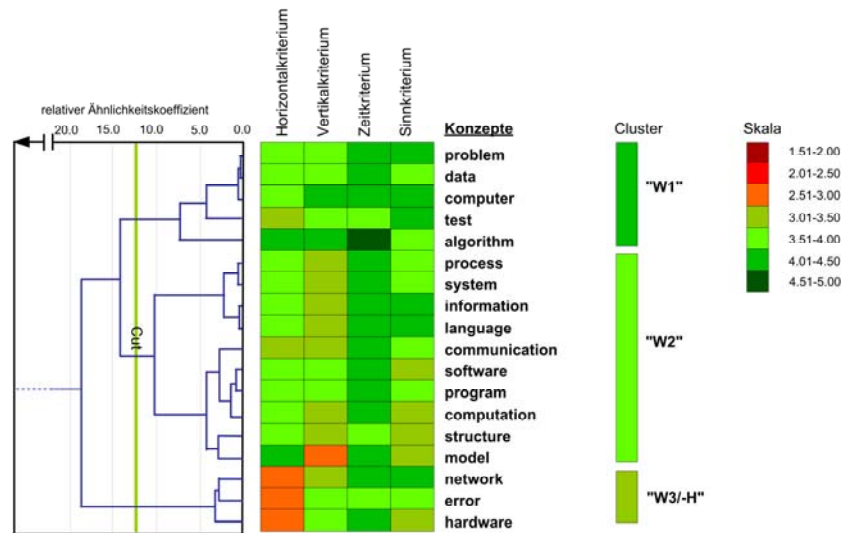 relativer Ähnlichkeitskoeffizient
20.0 15.0 10.0 5.0 0.0
Horizontalkriterium
Vertikalkriterium
Zeitkriterium
Sinnkriterium
Konzepte
Cluster
Skala
Cut
problem
data
computer
test
algorithm
process
system
information
language
communication
software
program
computation
structure
model
network
error
hardware
"W1"
"W2"
"W3/-H"
1.51-2.00
2.01-2.50
2.51-3.00
3.01-3.50
3.51-4.00
4.01-4.50
4.51-5.00